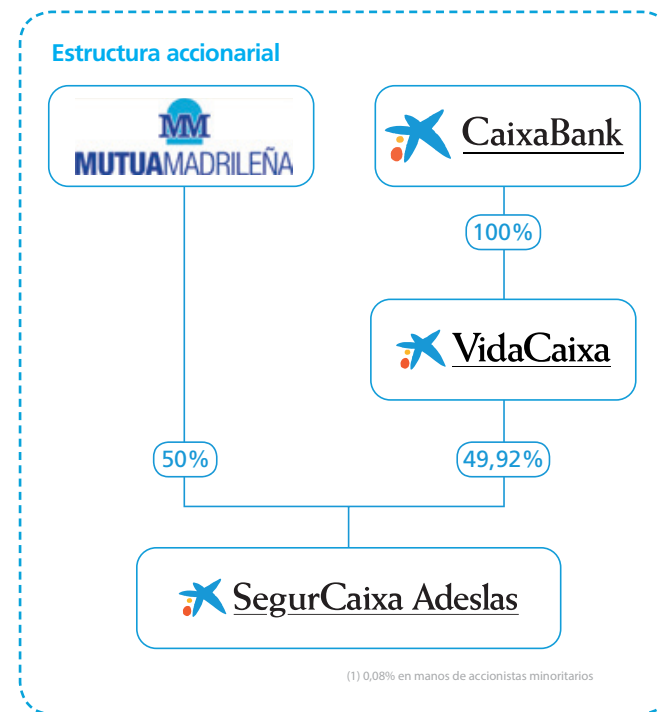 Estructura accionarial
MM
MUTUAMADRILEÑA
CaixaBank
100%
VidaCaixa
50%
49,92%
SegurCaixa Adeslas
(1) 0,08% en manos de accionistas minoritarios